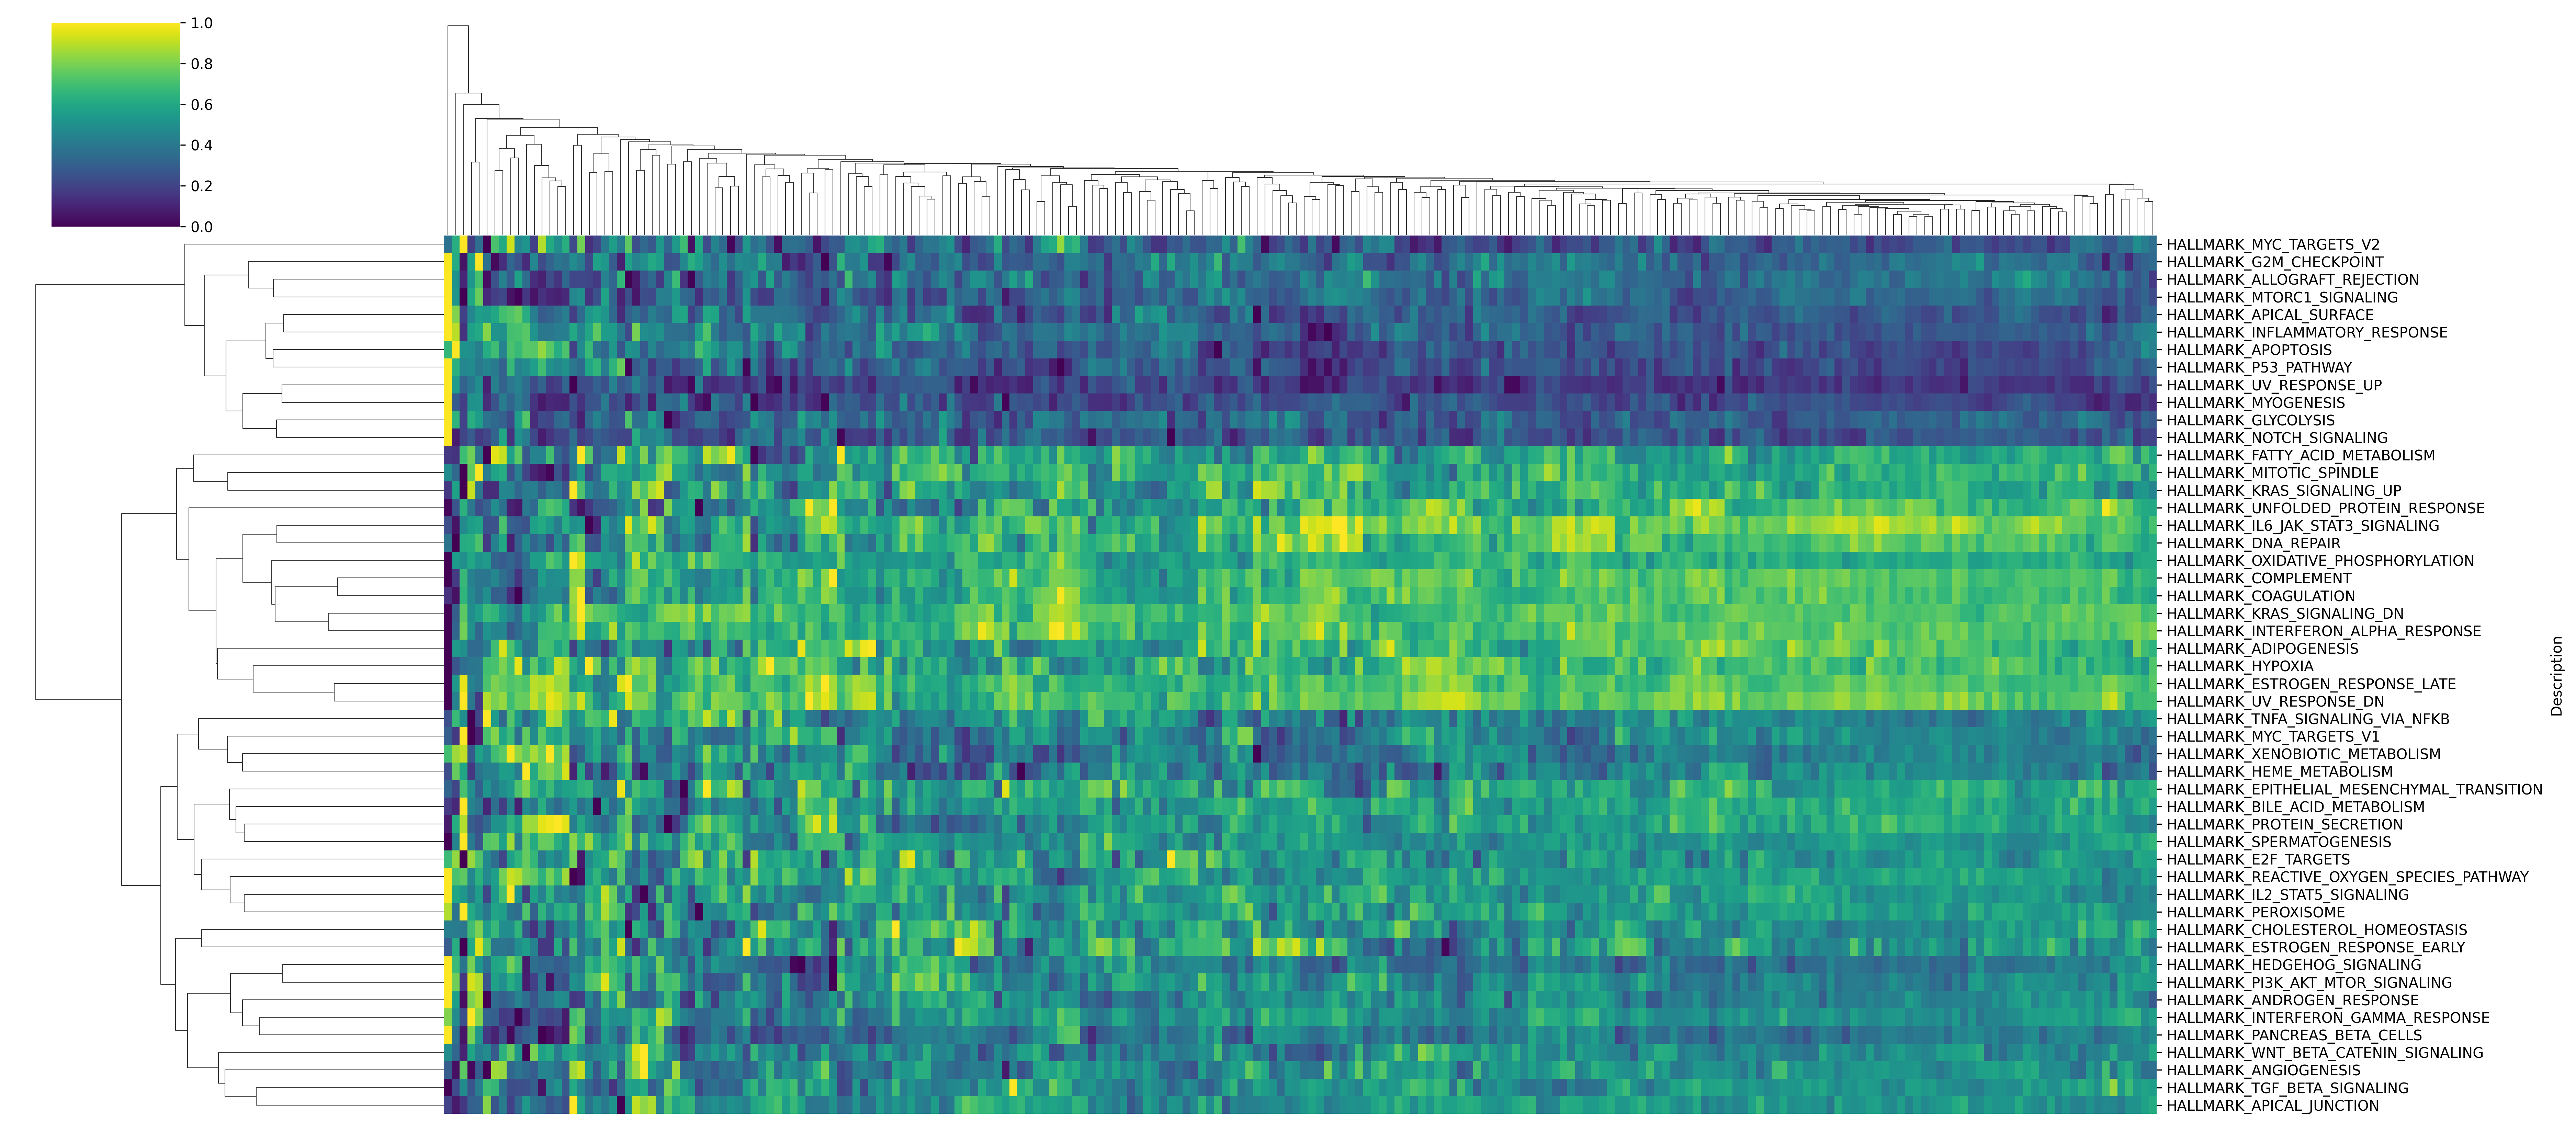 1.0
0.8
0.6
0.4
0.2
0.0
HALLMARK_MYC_TARGETS_V2
HALLMARK_G2M_CHECKPOINT
HALLMARK_ALLOGRAFT_REJECTION
HALLMARK_MTORC1_SIGNALING
HALLMARK_APICAL_SURFACE
HALLMARK_INFLAMMATORY_RESPONSE
HALLMARK_APOPTOSIS
HALLMARK_P53_PATHWAY
HALLMARK_UV_RESPONSE_UP
HALLMARK_MYOGENESIS
HALLMARK_GLYCOLYSIS
HALLMARK_NOTCH_SIGNALING
HALLMARK_FATTY_ACID_METABOLISM
HALLMARK_MITOTIC_SPINDLE
HALLMARK_KRAS_SIGNALING_UP
HALLMARK_UNFOLDED_PROTEIN_RESPONSE
HALLMARK_IL6_JAK_STAT3_SIGNALING
HALLMARK_DNA_REPAIR
HALLMARK_OXIDATIVE_PHOSPHORYLATION
HALLMARK_COMPLEMENT
HALLMARK_COAGULATION
HALLMARK_KRAS_SIGNALING_DN
HALLMARK_INTERFERON_ALPHA_RESPONSE
HALLMARK_ADIPOGENESIS
HALLMARK_HYPOXIA
HALLMARK_ESTROGEN_RESPONSE_LATE
HALLMARK_UV_RESPONSE_DN
HALLMARK_TNFA_SIGNALING_VIA_NFKB
HALLMARK_MYC_TARGETS_V1
HALLMARK_XENOBIOTIC_METABOLISM
HALLMARK_HEME_METABOLISM
HALLMARK_EPITHELIAL_MESENCHYMAL_TRANSITION
HALLMARK_BILE_ACID_METABOLISM
HALLMARK_PROTEIN_SECRETION
HALLMARK_SPERMATOGENESIS
HALLMARK_E2F_TARGETS
HALLMARK_REACTIVE_OXYGEN_SPECIES_PATHWAY
HALLMARK_IL2_STAT5_SIGNALING
HALLMARK_PEROXISOME
HALLMARK_CHOLESTEROL_HOMEOSTASIS
HALLMARK_ESTROGEN_RESPONSE_EARLY
HALLMARK_HEDGEHOG_SIGNALING
HALLMARK_PI3K_AKT_MTOR_SIGNALING
HALLMARK_ANDROGEN_RESPONSE
HALLMARK_INTERFERON_GAMMA_RESPONSE
HALLMARK_PANCREAS_BETA_CELLS
HALLMARK_WNT_BETA_CATENIN_SIGNALING
HALLMARK_ANGIOGENESIS
HALLMARK_TGF_BETA_SIGNALING
HALLMARK_APICAL_JUNCTION
Description